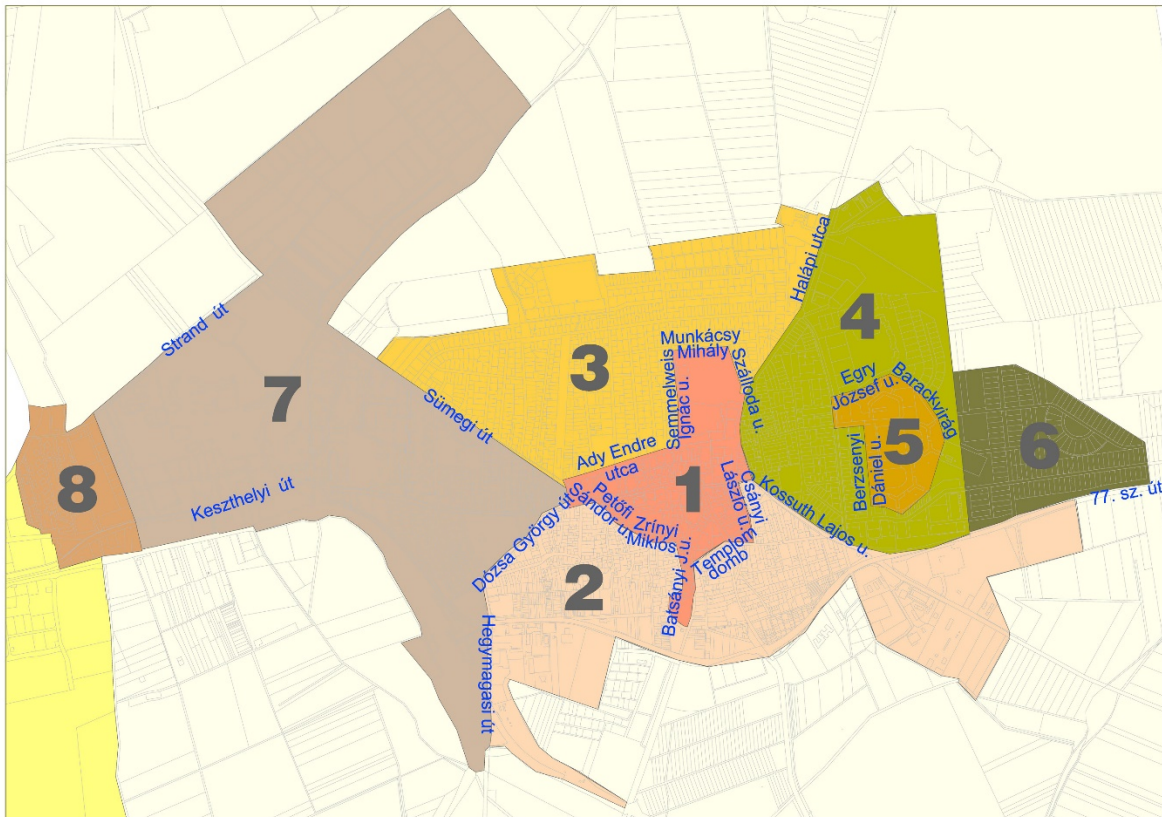 Halápi utca
4
Strand út
Munkácsy
Mihály
3
Szálloda u.
7
Semmelweis
Ignác u.
Egry
József u.
Barackvirág
Sümegi út
5
6
Berzsenyi
Dániel u.
Ady Endre
utca
8
Keszthelyi út
1
77. sz. út
Csányi
László u.
Petőfi
Sándor u.
Zrínyi
Miklós
Kossuth Lajos u.
Dózsa György út
Templom
domb
2
Batsányi J.u.
Hegymagasi út